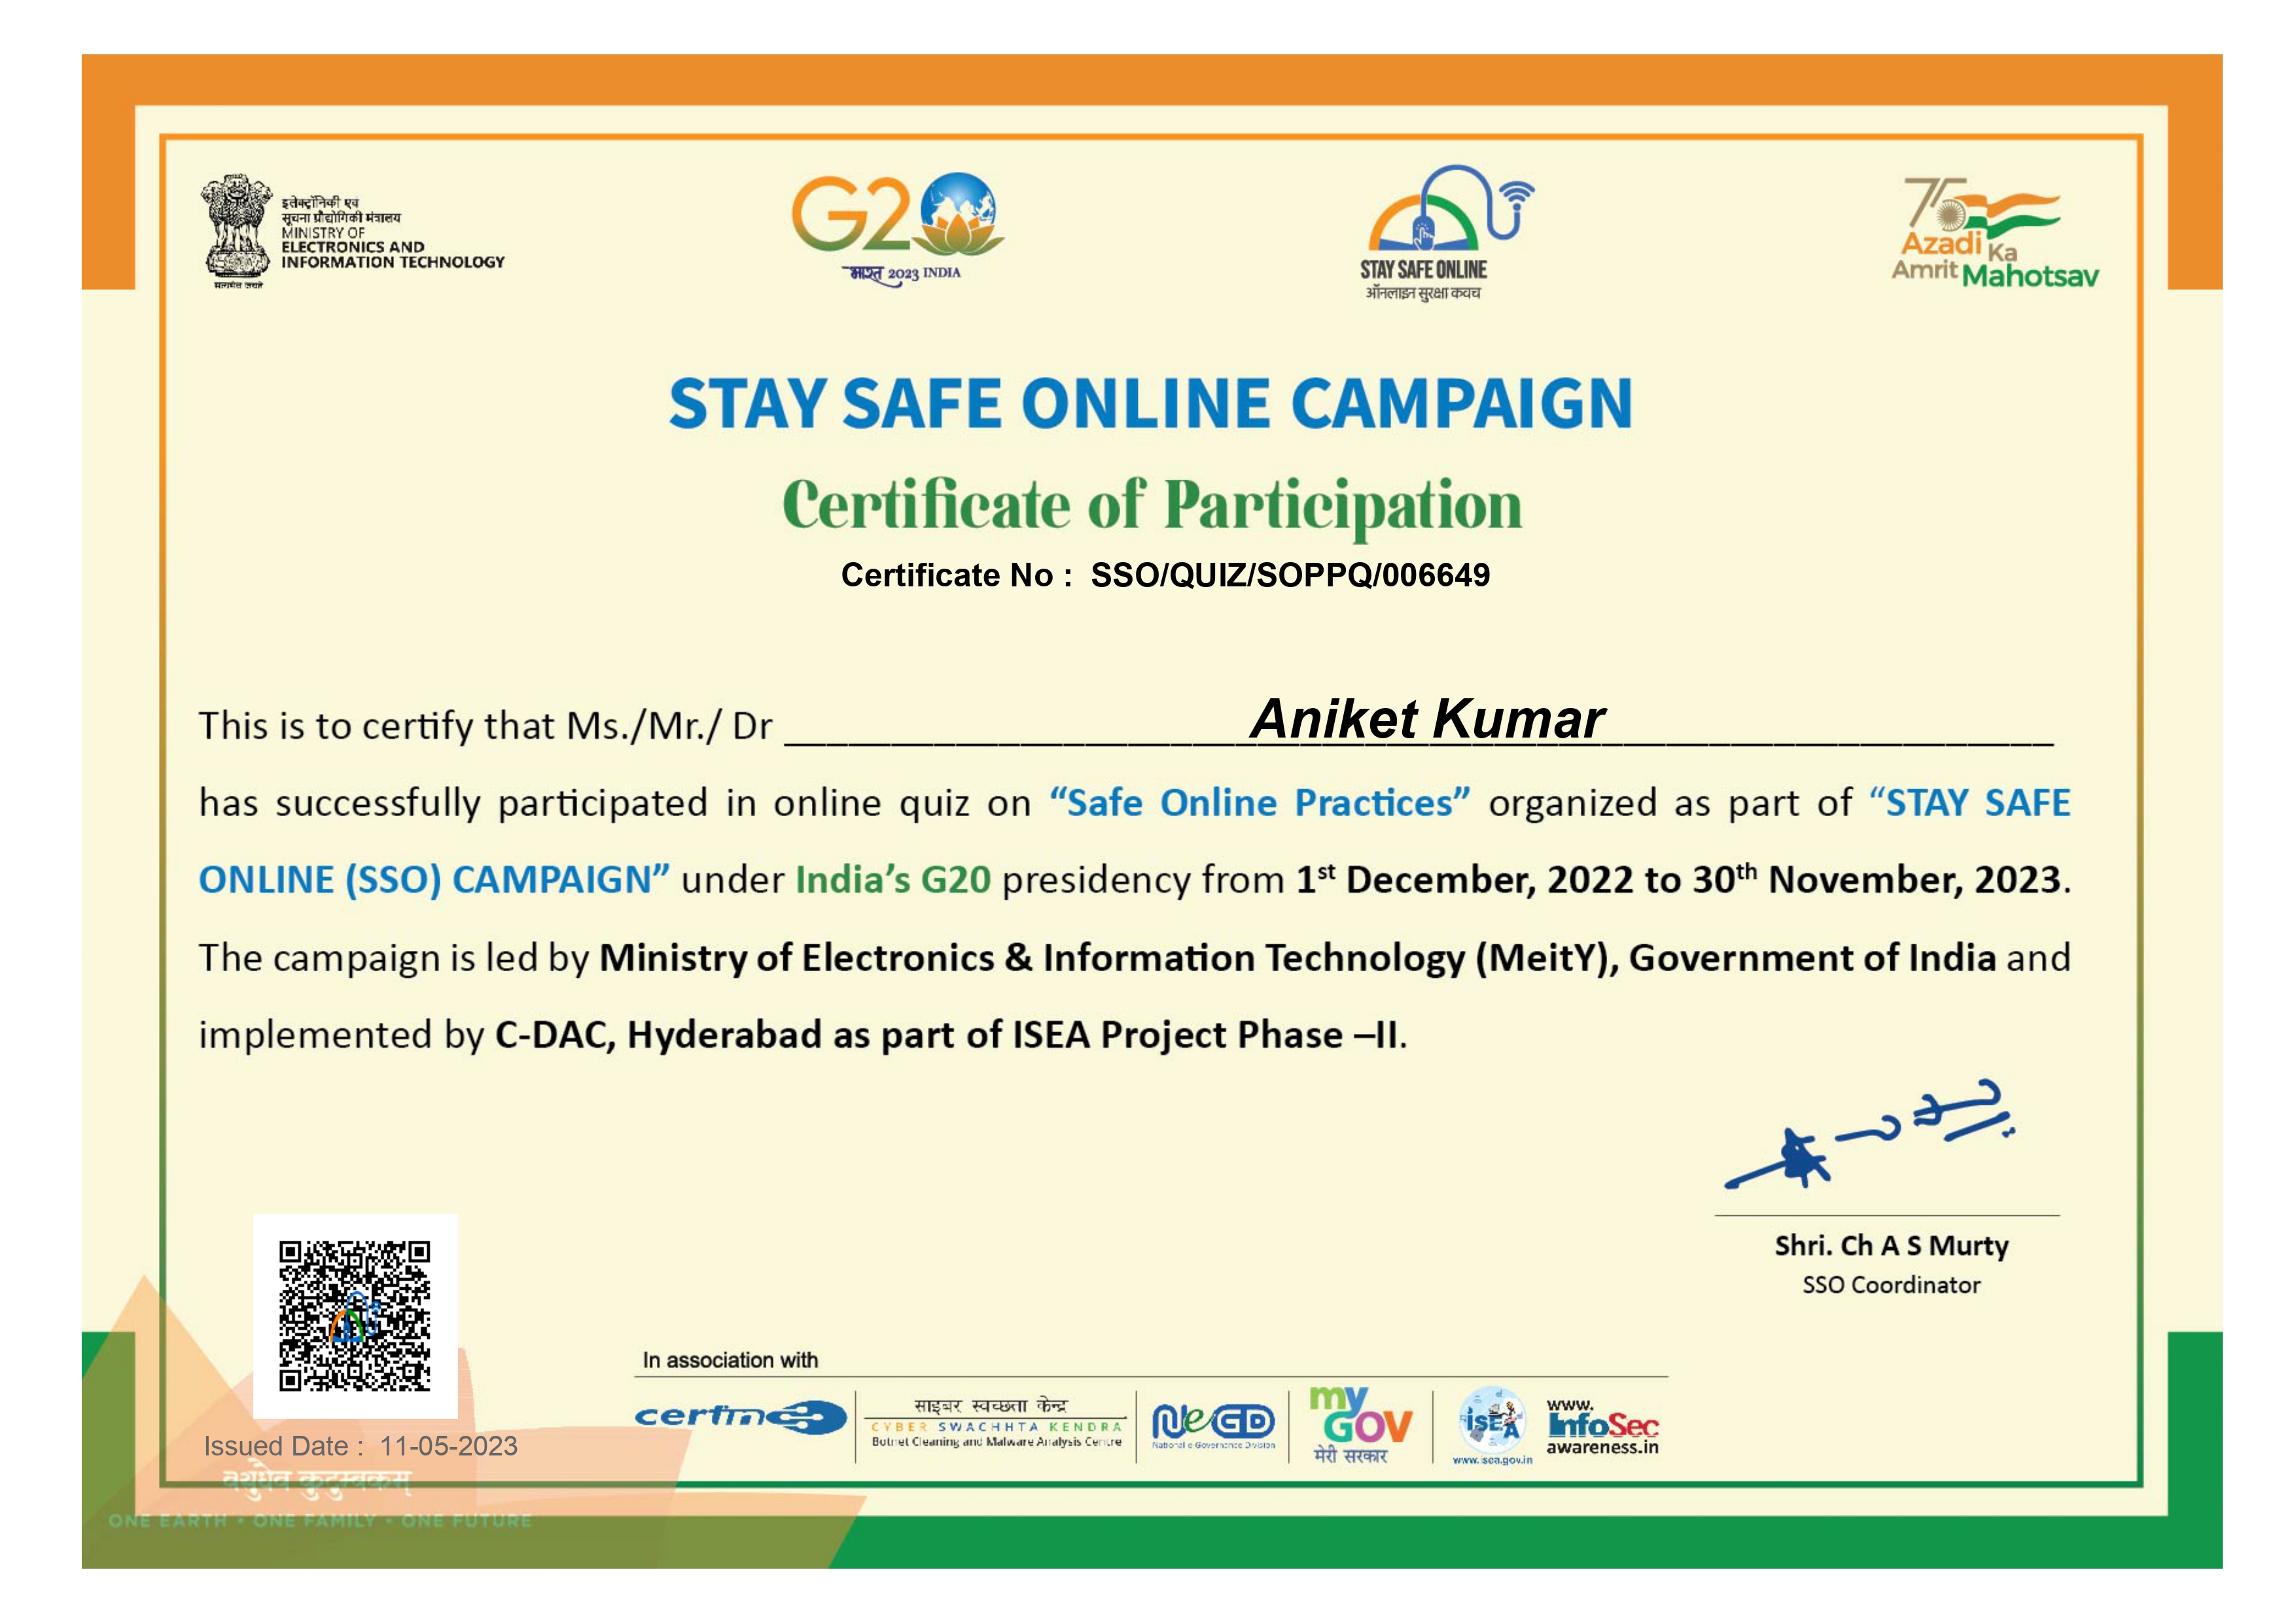 इलेक्ट्रॉनिकी एवं
सूचना प्रौद्योगिकी मंत्रालय
MINISTRY OF
ELECTRONICS AND
INFORMATION TECHNOLOGY
सत्यमेव जयते
G20
भारत 2023 INDIA
STAY SAFE ONLINE
ऑनलाइन सुरक्षा कवच
75
Azadi Ka
Amrit Mahotsav
STAY SAFE ONLINE CAMPAIGN
Certificate of Participation
Certificate No : SSO/QUIZ/SOPPQ/006649
This is to certify that Ms./Mr./ Dr Aniket Kumar
has successfully participated in online quiz on “Safe Online Practices” organized as part of “STAY SAFE
ONLINE (SSO) CAMPAIGN” under India’s G20 presidency from 1st December, 2022 to 30th November, 2023.
The campaign is led by Ministry of Electronics & Information Technology (MeitY), Government of India and
implemented by C-DAC, Hyderabad as part of ISEA Project Phase –II.
Shri. Ch A S Murty
SSO Coordinator
In association with
certin
साइबर स्वच्छता केन्द्र
CYBER SWACHHTA KENDRA
Botnet Cleaning and Malware Analysis Centre
NeGD
National e Governance Division
my
GOV
मेरी सरकार
iSEA
www.isea.gov.in
www.
InfoSec
awareness.in
Issued Date : 11-05-2023
वसुधैव कुटुम्बकम्
ONE EARTH • ONE FAMILY • ONE FUTURE